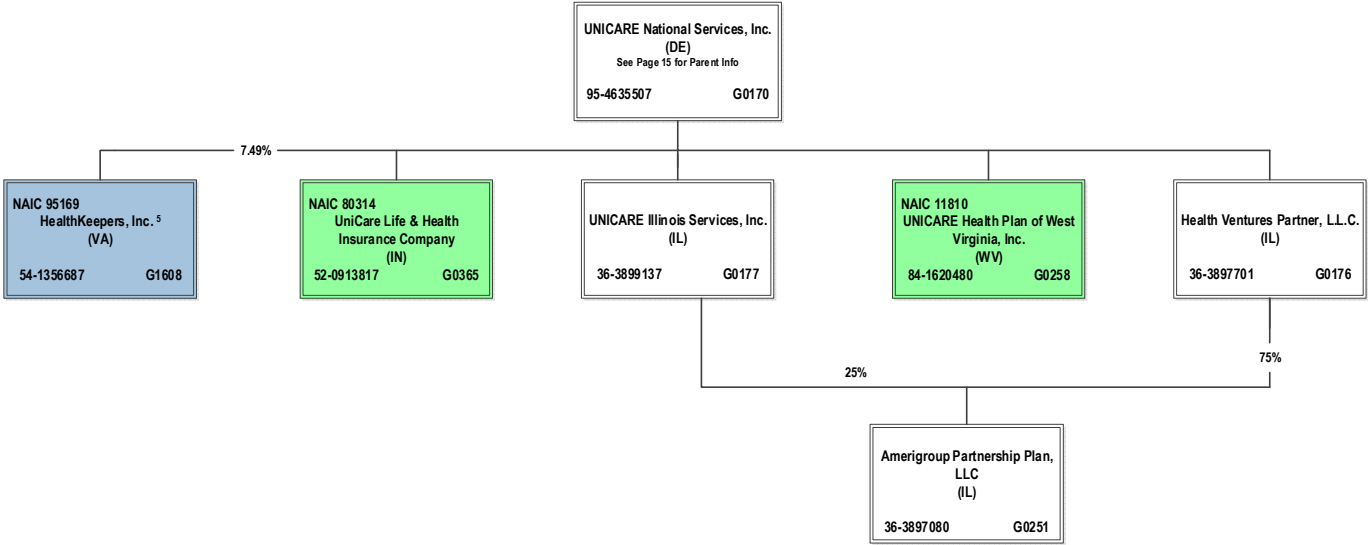 UNICARE National Services, Inc.
(DE)
See Page 15 for Parent Info
95-4635507 G0170
7.49%
NAIC 95169
HealthKeepers, Inc. 5
(VA)
54-1356687 G1608
NAIC 80314
UniCare Life & Health
Insurance Company
(IN)
52-0913817 G0365
UNICARE Illinois Services, Inc.
(IL)
36-3899137 G0177
NAIC 11810
UNICARE Health Plan of West
Virginia, Inc.
(WV)
84-1620480 G0258
Health Ventures Partner, L.L.C.
(IL)
36-3897701 G0176
25%
75%
Amerigroup Partnership Plan,
LLC
(IL)
36-3897080 G0251